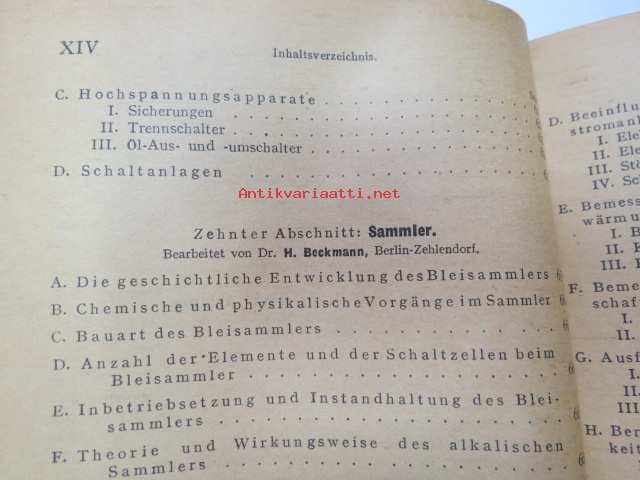 XIV
Inhaltsverzeichnis.
C. Hochspannungsapparate
I. Sicherungen
II. Trennschalter
III. Öl-Aus- und -umschalter
D. Schaltanlagen
Antikvariaatti.net
Zehnter Abschnitt: Sammler.
Bearbeitet von Dr. H. Beckmann, Berlin-Zehlendorf.
A. Die geschichtliche Entwicklung des Bleisammlers
B. Chemische und physikalische Vorgänge im Sammler
C. Bauart des Bleisammlers
D. Anzahl der Elemente und der Schaltzellen beim
Bleisammler
E. Inbetriebsetzung und Instandhaltung des Blei-
sammlers
F. Theorie und Wirkungsweise des alkalischen
Sammlers
D. Beeinflu
stroman
I. Ele
II. Ele
III. Stö
IV. Sc
E. Bemess
wärmu
I. B
II.
III.
F. Beme
schaf
I.
II.
G. Ausf
I.
II.
III.
H. Ber
keit
I.